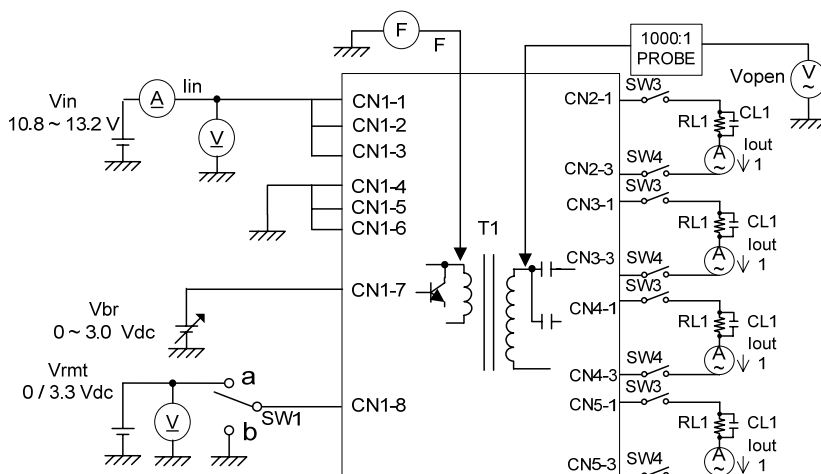 F
F
1000:1
PROBE
Vopen
V
~
Vin
10.8 ~ 13.2 V
A
Iin
V
CN1-1
CN1-2
CN1-3
CN1-4
CN1-5
CN1-6
CN1-7
CN1-8
Vbr
0 ~ 3.0 Vdc
Vrmt
0 / 3.3 Vdc
V
a
b
SW1
T1
CN2-1
SW3
RL1
CL1
A
~
Iout
1
CN2-3
SW4
CN3-1
SW3
RL1
CL1
A
~
Iout
1
CN3-3
SW4
CN4-1
SW3
RL1
CL1
A
~
Iout
1
CN4-3
SW4
CN5-1
SW3
RL1
CL1
A
~
Iout
1
CN5-3
SW4